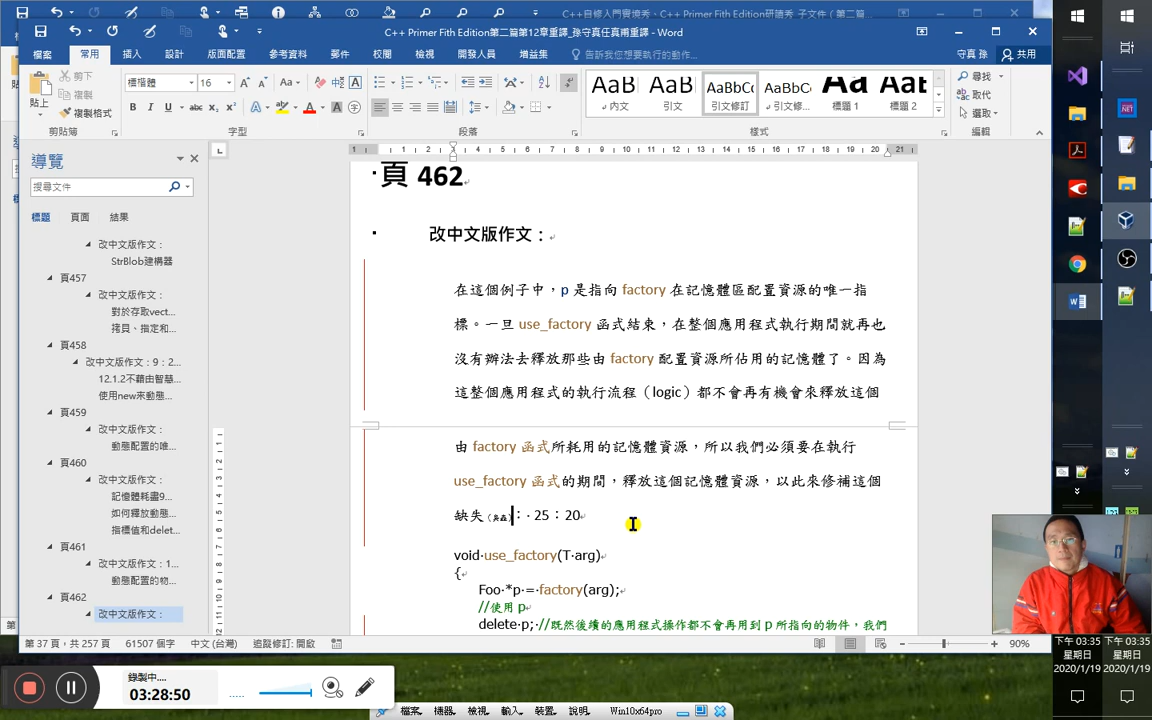 C++自修人門實境秀、C++ Primer Fith Edition研讀秀 子文件（第二篇...
C++ Primer Fith Edition第二篇第12章重譯_孫守真任真甫重譯 - Word
檔案 常用 插入 設計 版面配置 參考資料 郵件 校閱 檢視 開發人員 增益集 告訴我您想要執行的動作... 守真 孫 共用
貼上
剪下
複製
複製格式
標楷體 16
AaBb 內文
AaBb 引文
AaBbCc 引文修訂
AaBbCc 引文修...
AaB 標題 1
AaB 標題 2
尋找
取代
選取
剪貼簿 字型 段落 樣式 編輯
導覽
搜尋文件
標題 頁面 結果
改中文版作文：
StrBlob建構器
頁457
改中文版作文：
對於存取vect...
拷貝、指定和...
頁458
改中文版作文：9：2...
12.1.2不藉由智慧...
使用new來動態...
頁459
改中文版作文：
動態配置的唯...
頁460
改中文版作文：
記憶體耗盡9...
如何釋放動態...
指標值和delet...
頁461
改中文版作文：1...
動態配置的物...
頁462
改中文版作文：
頁 462
改中文版作文：
在這個例子中，p 是指向 factory 在記憶體區配置資源的唯一指
標。一旦 use_factory 函式結束，在整個應用程式執行期間就再也
沒有辦法去釋放那些由 factory 配置資源所佔用的記憶體了。因為
這整個應用程式的執行流程（logic）都不會再有機會來釋放這個
由 factory 函式所耗用的記憶體資源，所以我們必須要在執行
use_factory 函式的期間，釋放這個記憶體資源，以此來修補這個
缺失（臭蟲）：25：20
void use_factory(T arg)
{
Foo *p = factory(arg);
//使用 p
delete p; //既然後續的應用程式操作都不會再用到 p 所指向的物件，我們
第 37 頁，共 257 頁 61507 個字 中文 (台灣) 追蹤修訂：開啟 90%
錄製中...
03:28:50
檔案 機器 檢視 輸入 裝置 說明 Win10x64pro
下午 03:35
星期日
2020/1/19
下午 03:35
星期日
2020/1/19